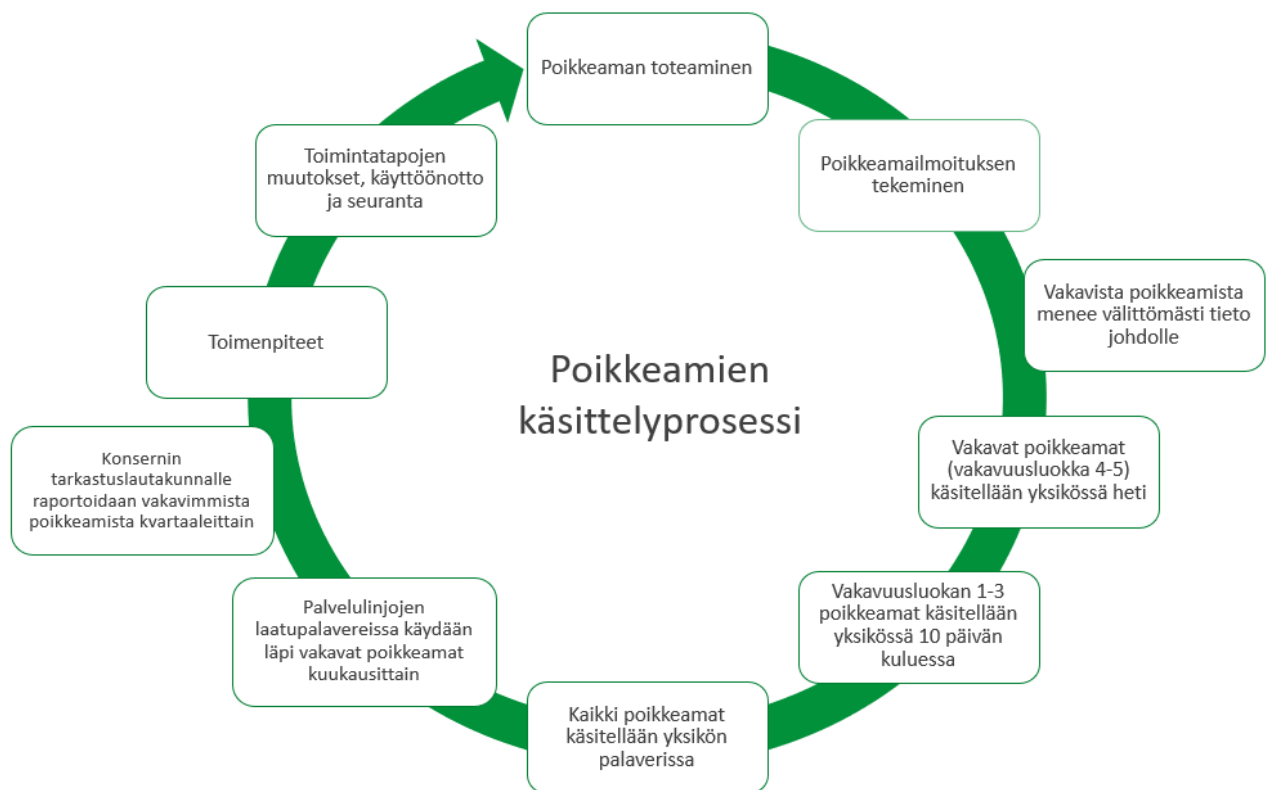 Poikkeaman toteaminen
Poikkeamailmoituksen
tekeminen
Vakavista poikkeamista
menee välittömästi tieto
johdolle
Vakavat poikkeamat
(vakavuusluokka 4-5)
käsitellään yksikössä heti
Vakavuusluokan 1-3
poikkeamat käsitellään
yksikössä 10 päivän
kuluessa
Kaikki poikkeamat
käsitellään yksikön
palaverissa
Palvelulinjojen
laatupalavereissa käydään
läpi vakavat poikkeamat
kuukausittain
Konsernin
tarkastuslautakunnalle
raportoidaan vakavimmista
poikkeamista kvartaaleittain
Toimenpiteet
Toimintatapojen
muutokset, käyttöönotto
ja seuranta
Poikkeamien
käsittelyprosessi